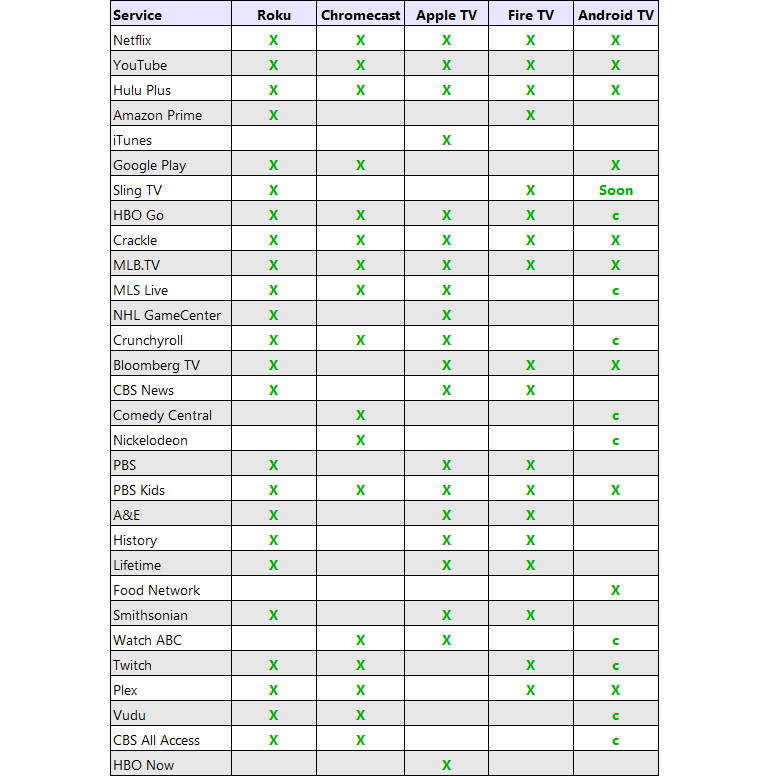 Service Roku Chromecast Apple TV Fire TV Android TV
Netflix X X X X X
YouTube X X X X X
Hulu Plus X X X X X
Amazon Prime X X
iTunes X
Google Play X X X
Sling TV X X Soon
HBO Go X X X X c
Crackle X X X X X
MLB.TV X X X X X
MLS Live X X X c
NHL GameCenter X X
Crunchyroll X X X c
Bloomberg TV X X X X
CBS News X X X
Comedy Central X c
Nickelodeon X c
PBS X X X
PBS Kids X X X X X
A&E X X X
History X X X
Lifetime X X X
Food Network X
Smithsonian X X X
Watch ABC X X c
Twitch X X X c
Plex X X X X
Vudu X X c
CBS All Access X X c
HBO Now X